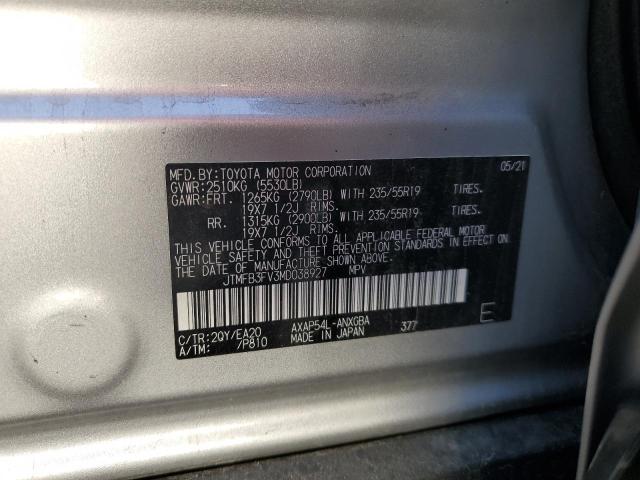 MFD.BY:TOYOTA MOTOR CORPORATION 05/21
GVWR:2510KG (5530LB)
GAWR:FRT. 1265KG (2790LB) WITH 235/55R19 TIRES.
19X7 1/2J RIMS.
RR. 1315KG (2900LB) WITH 235/55R19 TIRES.
19X7 1/2J RIMS.
THIS VEHICLE CONFORMS TO ALL APPLICABLE FEDERAL MOTOR
VEHICLE SAFETY AND THEFT PREVENTION STANDARDS IN EFFECT ON
THE DATE OF MANUFACTURE SHOWN ABOVE.
JTMFB3FV3MD038927 MPV
C/TR:2QY/EA20 AXAP54L-ANXGBA 377 E
A/TM: /P810 MADE IN JAPAN